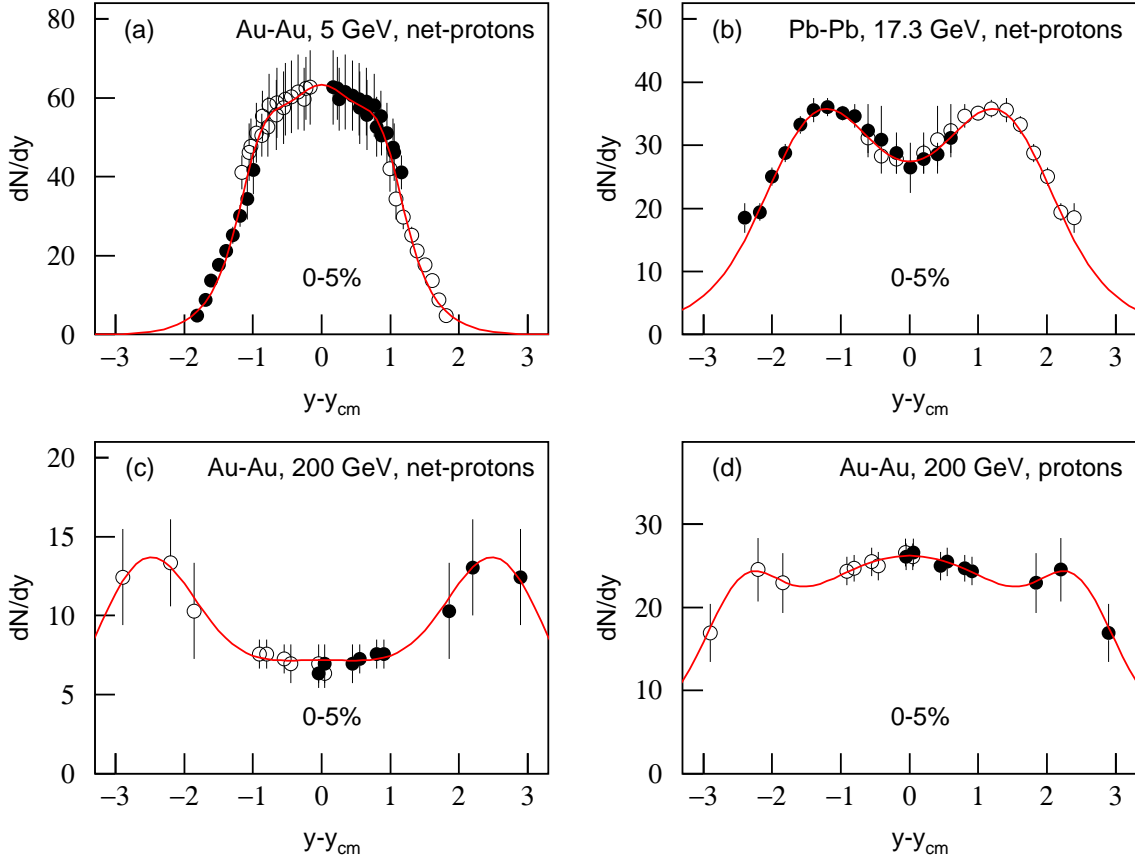 (a) Au-Au, 5 GeV, net-protons
80
60
40
20
0
dN/dy
0-5%
−3 −2 −1 0 1 2 3
y-ycm
(b) Pb-Pb, 17.3 GeV, net-protons
50
40
30
20
10
0
dN/dy
0-5%
−3 −2 −1 0 1 2 3
y-ycm
(c) Au-Au, 200 GeV, net-protons
20
15
10
5
0
dN/dy
0-5%
−3 −2 −1 0 1 2 3
y-ycm
(d) Au-Au, 200 GeV, protons
30
20
10
0
dN/dy
0-5%
−3 −2 −1 0 1 2 3
y-ycm